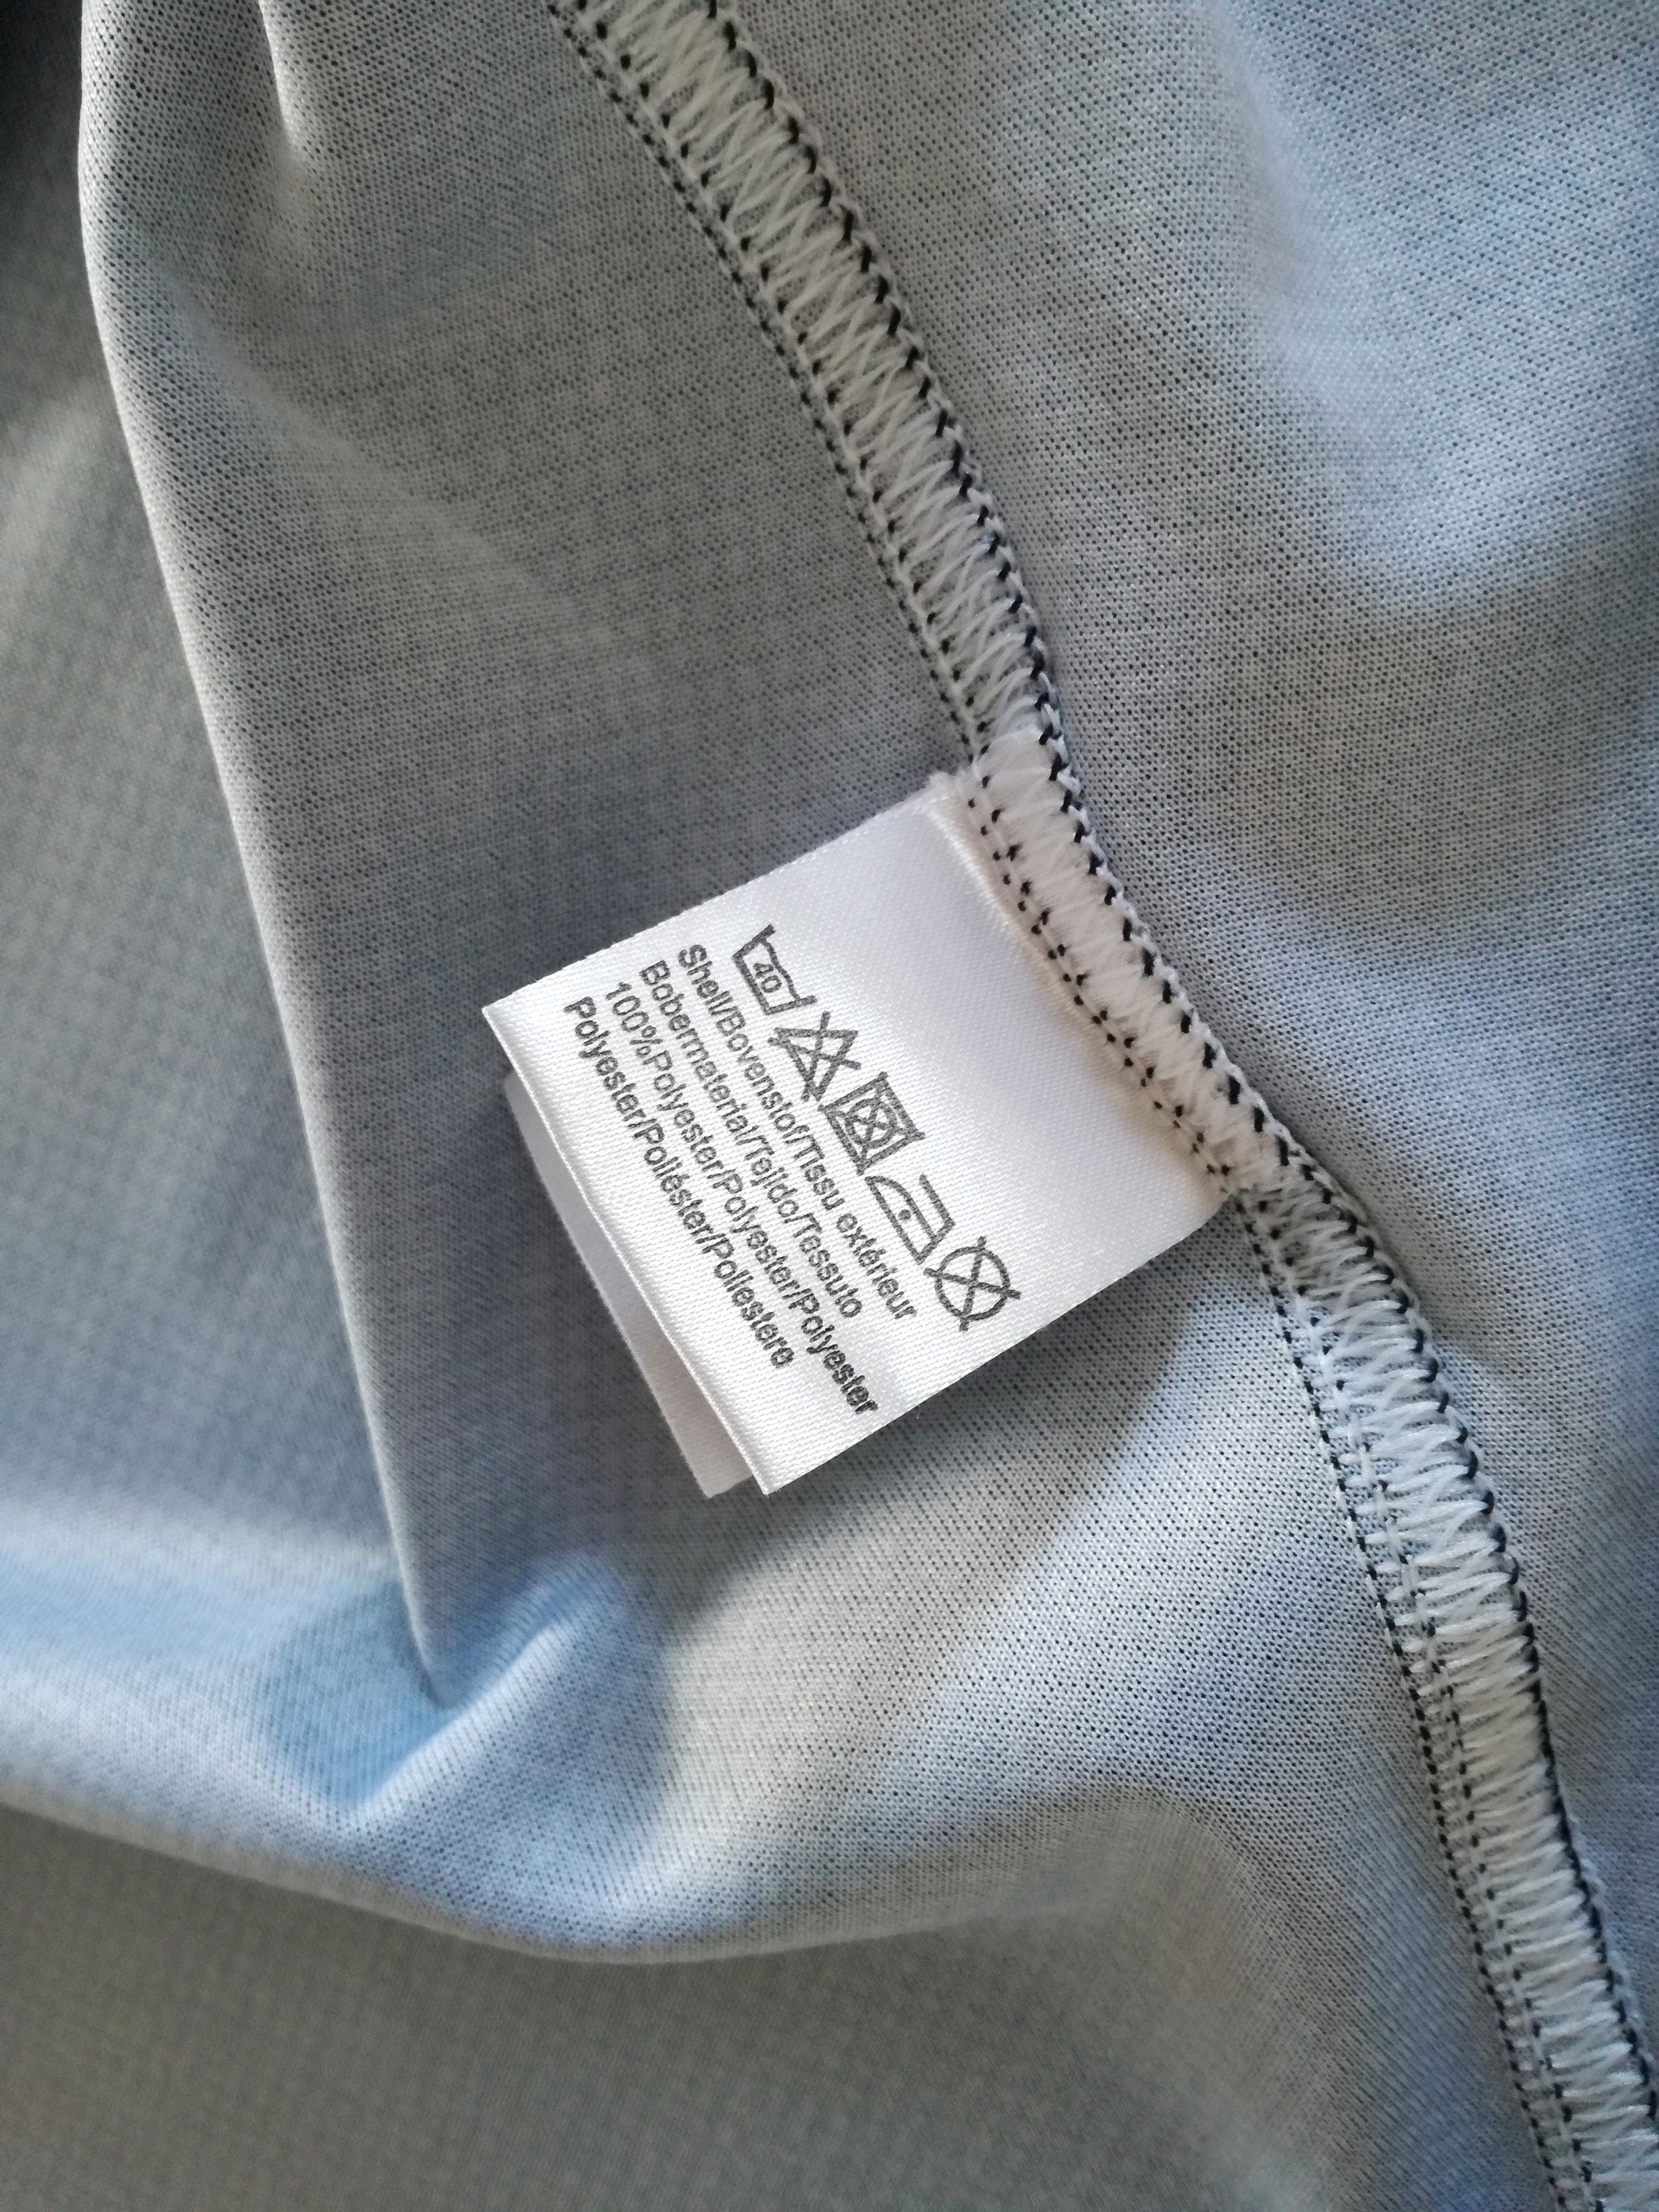 40
Shell/Bovenstof/Tissu extérieur
Bobermaterial/Tejido/Tessuto
100%Polyester/Polyester/Polyester
Polyester/Poliéster/Poliestere